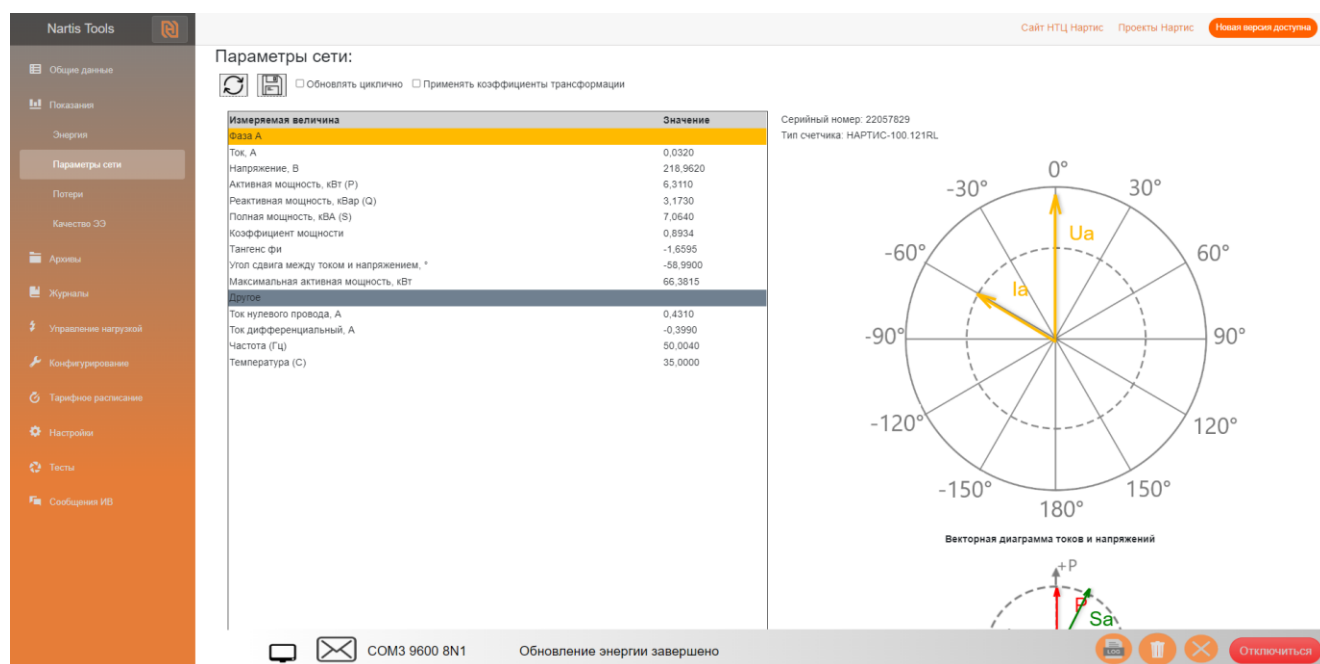 Nartis Tools
Сайт НТЦ Нартис Проекты Нартис Новая версия доступна
Общие данные
Показания
Энергия
Параметры сети
Потери
Качество ЭЭ
Архивы
Журналы
Управление нагрузкой
Конфигурирование
Тарифное расписание
Настройки
Тесты
Сообщения ИВ
Параметры сети:
Обновлять циклично Применять коэффициенты трансформации
Измеряемая величина Значение
Фаза A
Ток, А 0,0320
Напряжение, В 218,9620
Активная мощность, кВт (P) 6,3110
Реактивная мощность, кВар (Q) 3,1730
Полная мощность, кВА (S) 7,0640
Коэффициент мощности 0,8934
Тангенс фи -1,6595
Угол сдвига между током и напряжением, * -58,9900
Максимальная активная мощность, кВт 66,3815
Другое
Ток нулевого провода, А 0,4310
Ток дифференциальный, А -0,3990
Частота (Гц) 50,0040
Температура (С) 35,0000
Серийный номер: 22057829
Тип счетчика: НАРТИС-100.121RL
0°
-30° 30°
Ua
-60° 60°
Ia
-90° 90°
-120° 120°
-150° 150°
180°
Векторная диаграмма токов и напряжений
+P
P
Sa
COM3 9600 8N1 Обновление энергии завершено
LOG
Отключиться